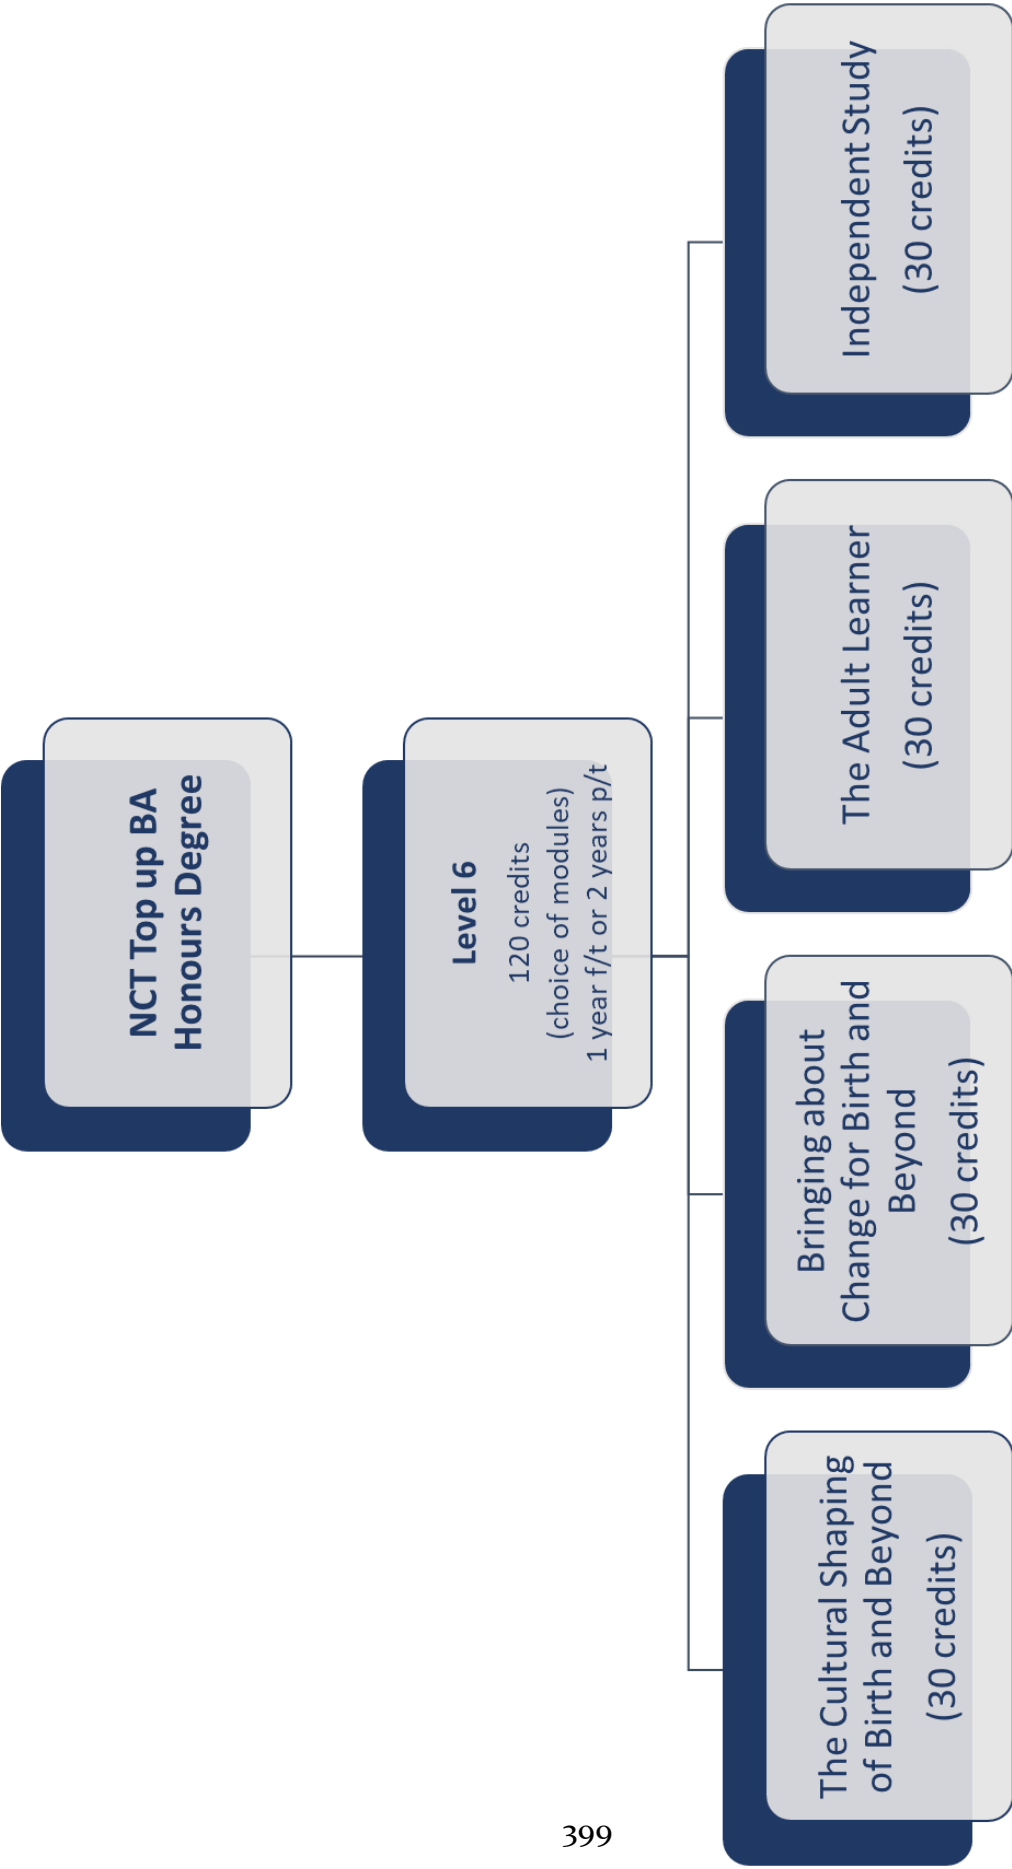 NCT Top up BA
Honours Degree
Level 6
120 credits
(choice of modules)
1 year f/t or 2 years p/t
The Cultural Shaping
of Birth and Beyond
(30 credits)
Bringing about
Change for Birth and
Beyond
(30 credits)
The Adult Learner
(30 credits)
Independent Study
(30 credits)
399